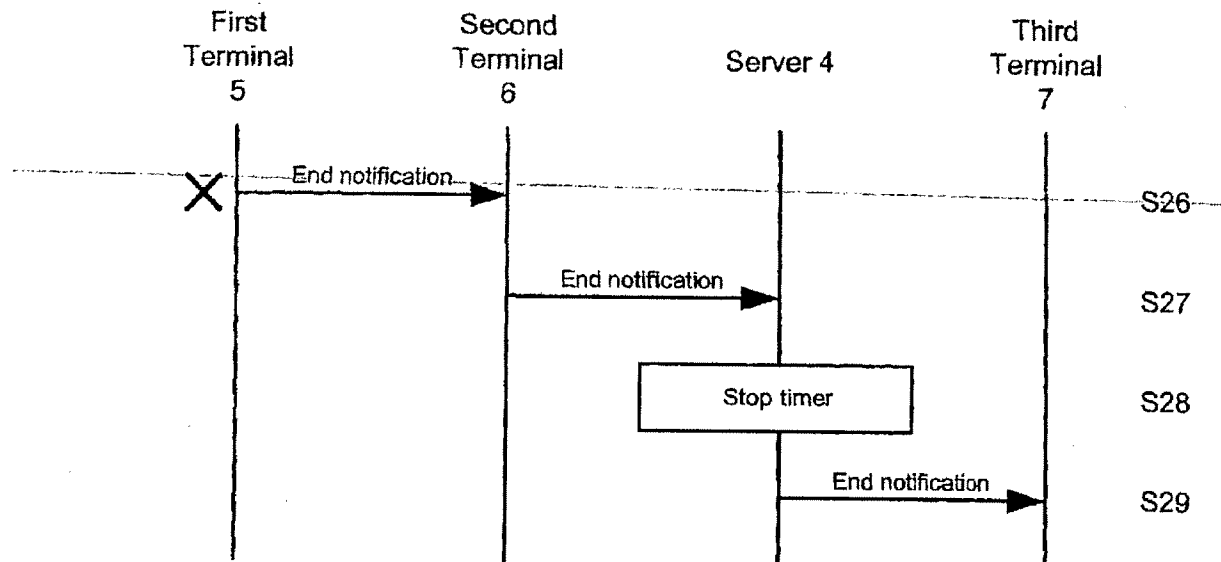 First
Terminal
5
Second
Terminal
6
Server 4
Third
Terminal
7
End notification
S26
End notification
S27
Stop timer
S28
End notification
S29